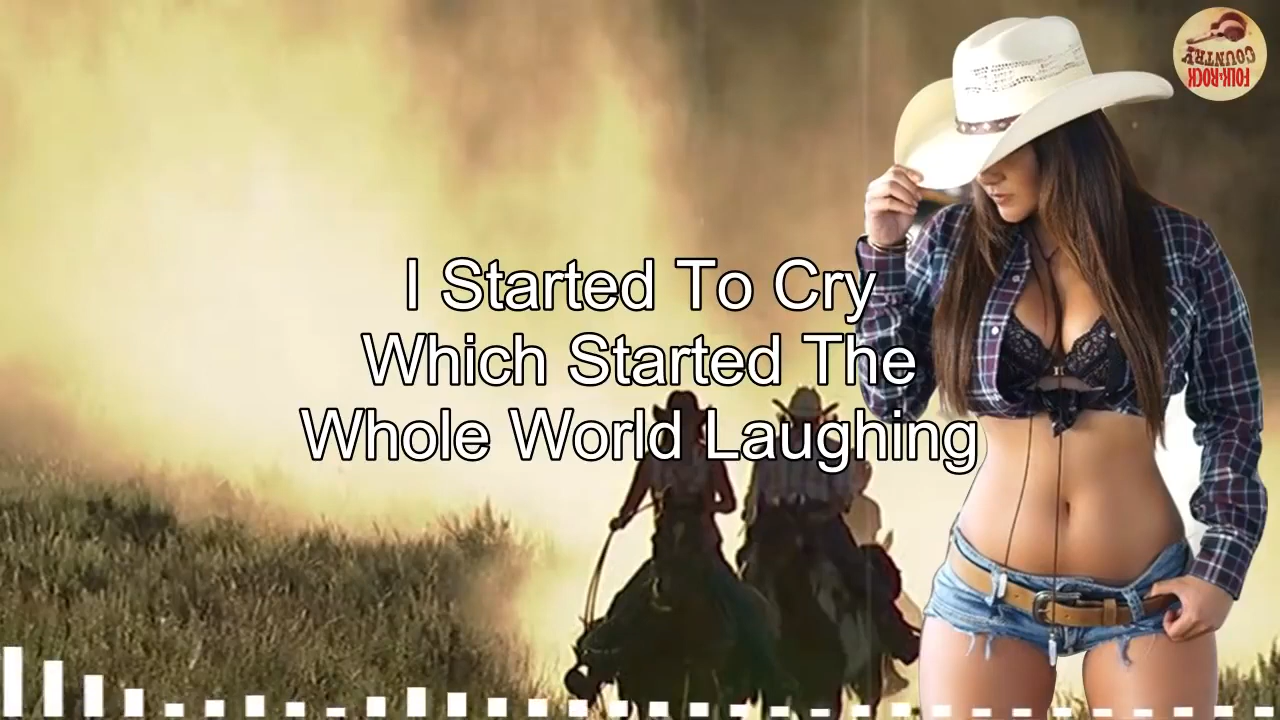 I Started To Cry
Which Started The
Whole World Laughing
FOLK·ROCK
COUNTRY